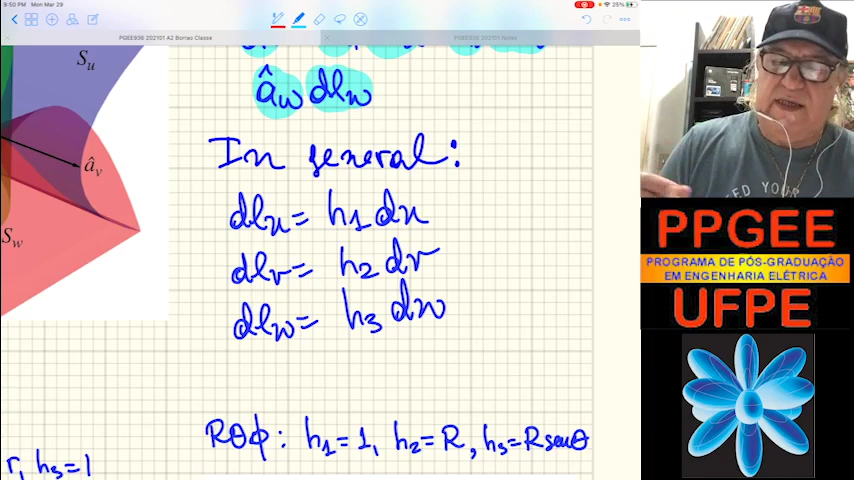 9:50 PM Mon Mar 29
25%
PGEE936 202101 A2 Borrao Classe
PGEE936 202101 Notes
S_u
â_v
S_w
â_w dl_w
In general:
dl_u = h_1 du
dl_v = h_2 dv
dl_w = h_3 dw
RθΦ: h_1 = 1, h_2 = R, h_3 = R senθ
r, h_3 = 1
PPGEE
PROGRAMA DE PÓS-GRADUAÇÃO
EM ENGENHARIA ELÉTRICA
UFPE